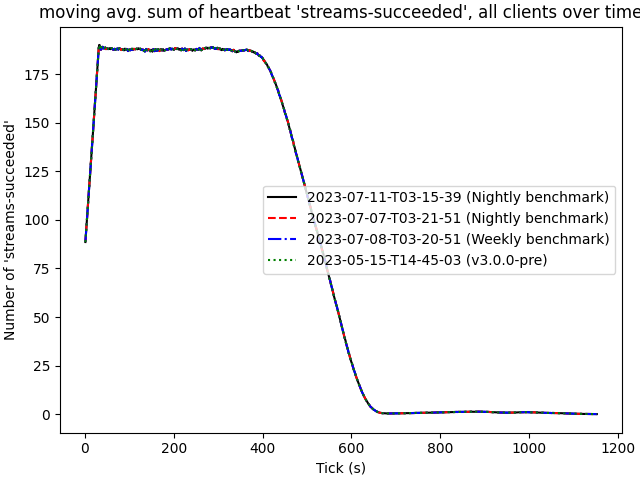 moving avg. sum of heartbeat 'streams-succeeded', all clients over time
Number of 'streams-succeeded'
175
150
125
100
75
50
25
0
2023-07-11-T03-15-39 (Nightly benchmark)
2023-07-07-T03-21-51 (Nightly benchmark)
2023-07-08-T03-20-51 (Weekly benchmark)
2023-05-15-T14-45-03 (v3.0.0-pre)
0 200 400 600 800 1000 1200
Tick (s)